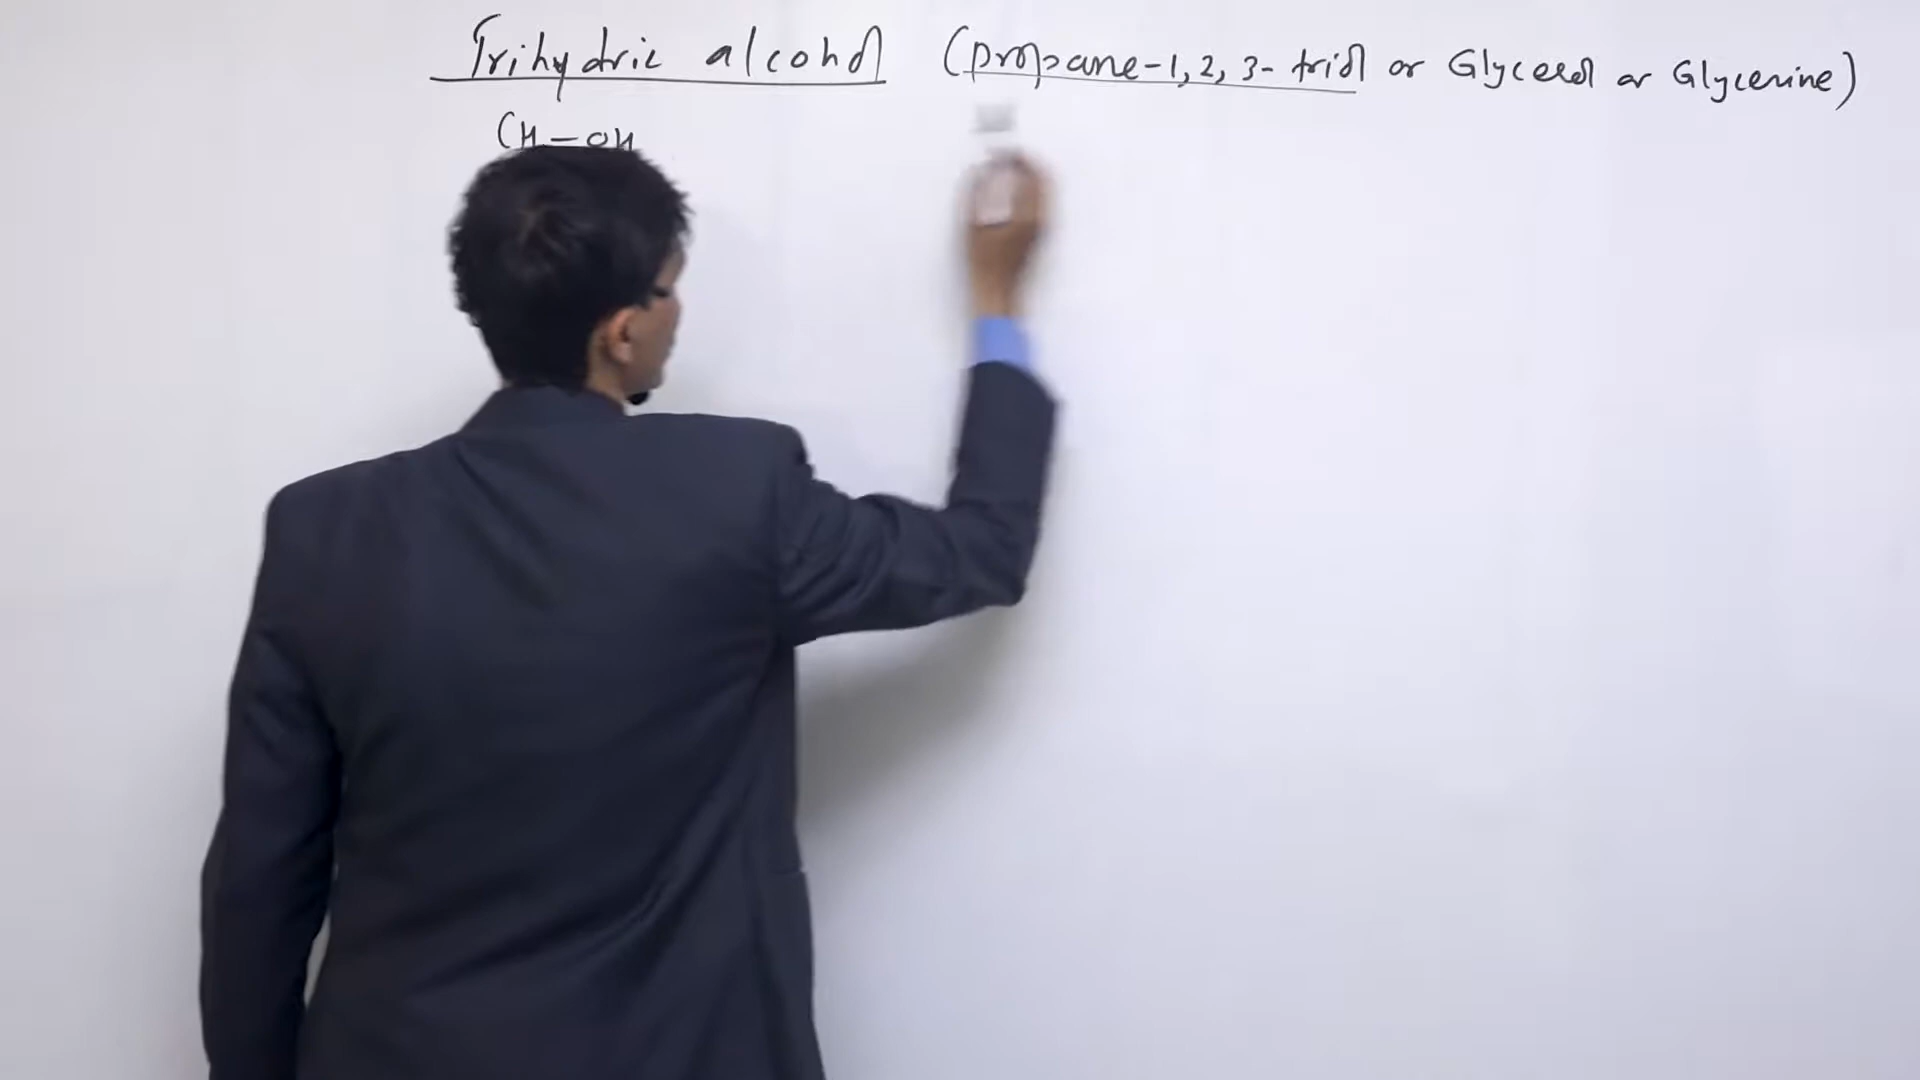 Trihydric alcohol (propane-1, 2, 3- triol or Glycerol or Glycerine)
CH-OH